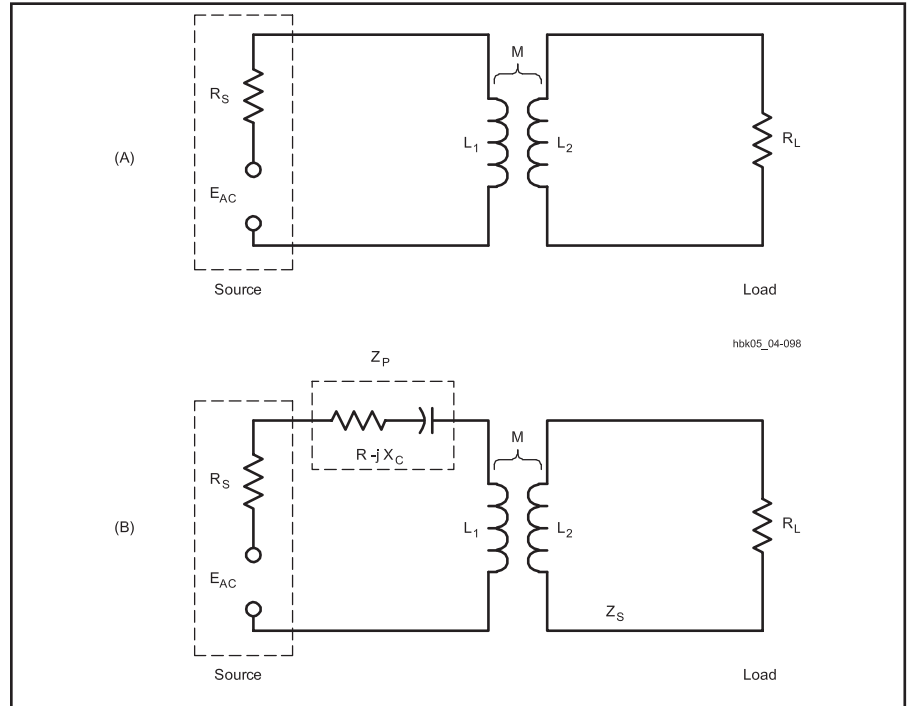 M
R_S
L_1
L_2
R_L
(A)
E_AC
Source
Load
hbk05_04-098
Z_P
R -j X_C
M
R_S
L_1
L_2
R_L
(B)
E_AC
Z_S
Source
Load